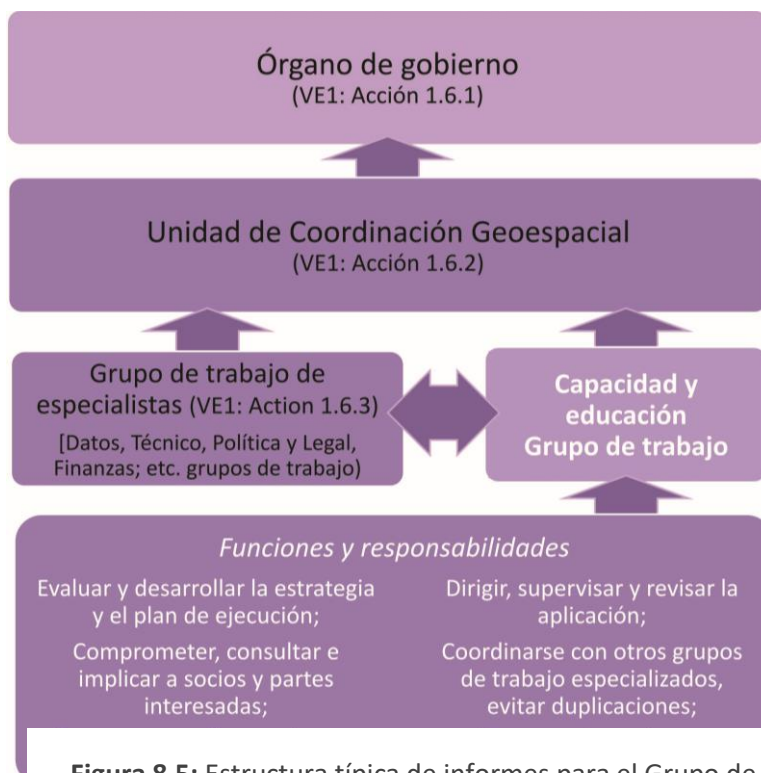 Órgano de gobierno
(VE1: Acción 1.6.1)
Unidad de Coordinación Geoespacial
(VE1: Acción 1.6.2)
Grupo de trabajo de
especialistas (VE1: Action 1.6.3)
[Datos, Técnico, Política y Legal,
Finanzas; etc. grupos de trabajo)
Capacidad y
educación
Grupo de trabajo
Funciones y responsabilidades
Evaluar y desarrollar la estrategia
y el plan de ejecución;
Comprometer, consultar e
implicar a socios y partes
interesadas;
Dirigir, supervisar y revisar la
aplicación;
Coordinarse con otros grupos
de trabajo especializados,
evitar duplicaciones;
Figura 8.5: Estructura típica de informes para el Grupo de